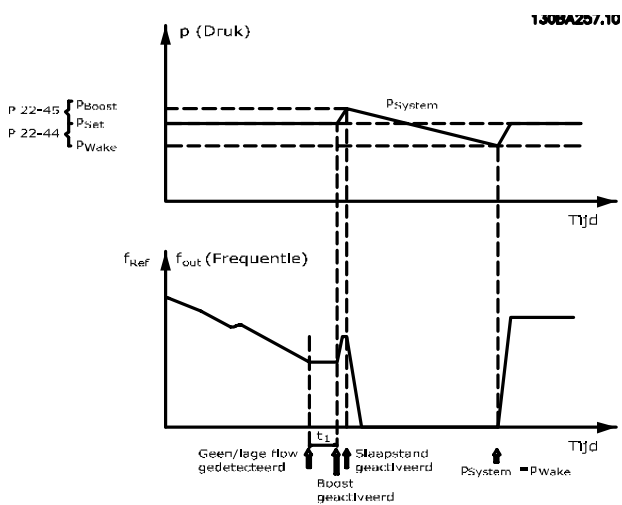 130BA257.10
p (Druk)
P 22-45 { PBoost
PSet
P 22-44 {
PWake
PSystem
Tijd
fRef
fout (Frequentie)
t1
Tijd
Geen/lage flow
gedetecteerd
Boost
geactiveerd
Slaapstand
geactiveerd
PSystem =PWake